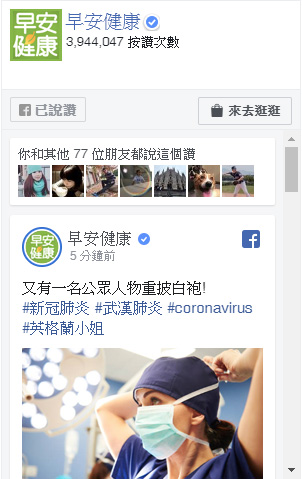 早安
健康
早安健康
3,944,047 按讚次數
已說讚
來去逛逛
你和其他 77 位朋友都說這個讚
早安
健康
早安健康
5 分鐘前
又有一名公眾人物重披白袍!
#新冠肺炎 #武漢肺炎 #coronavirus
#英格蘭小姐